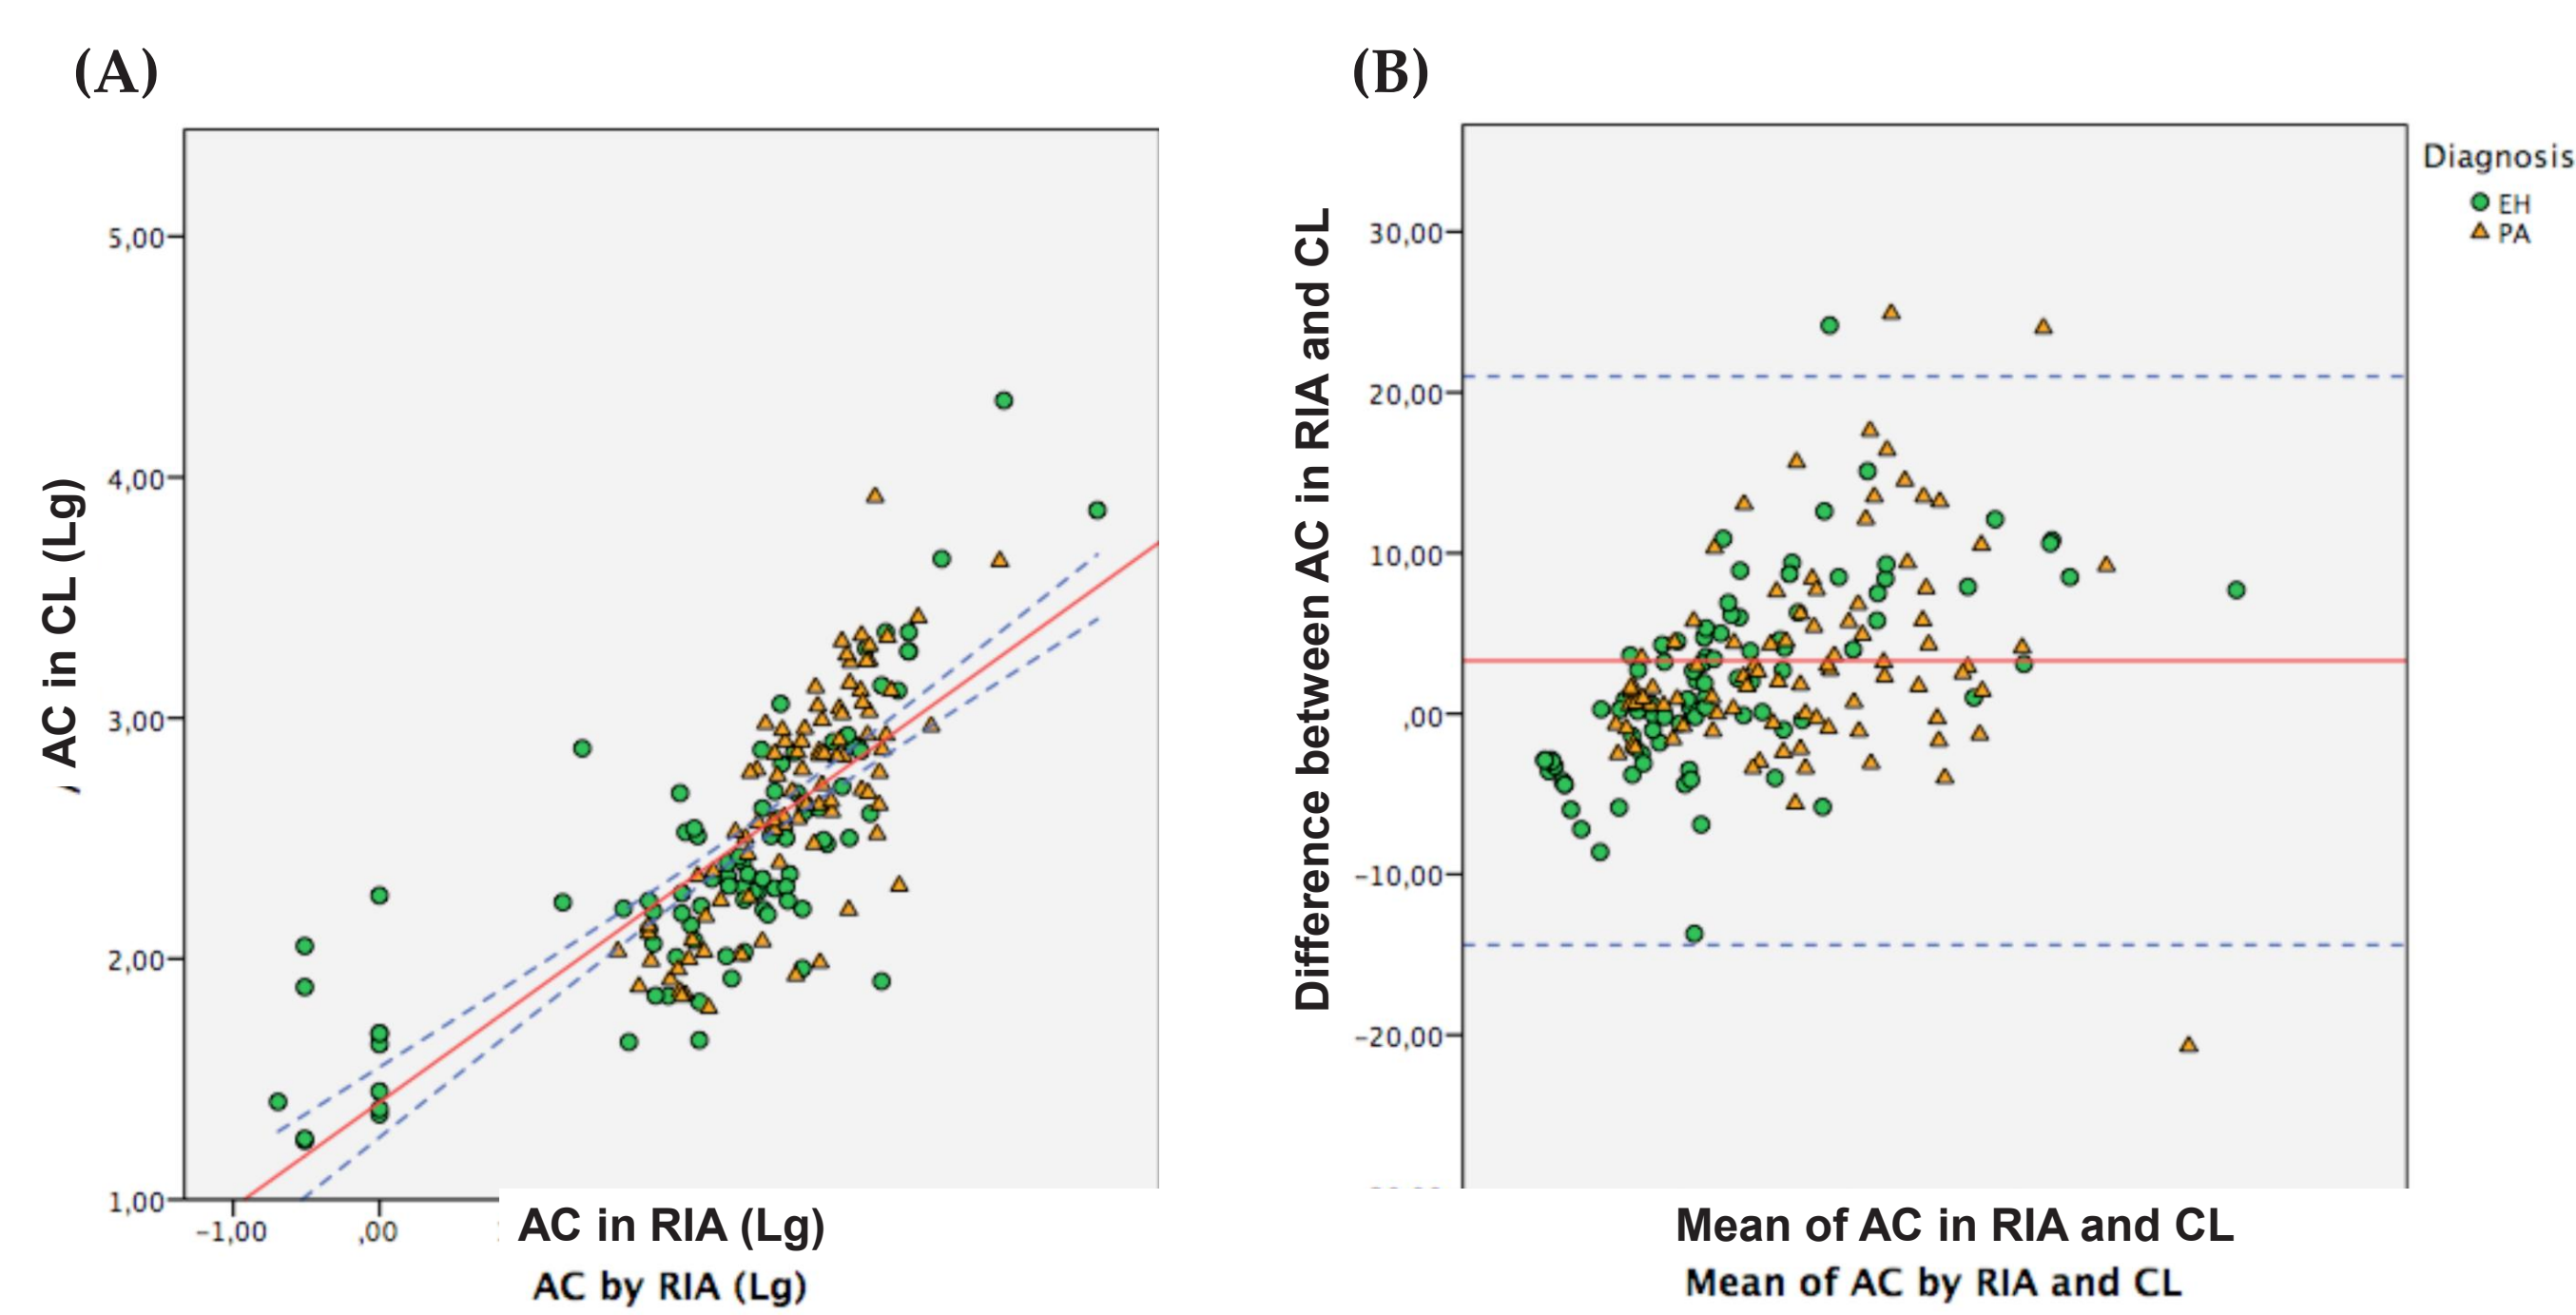 (A)
5,00
4,00
3,00
2,00
1,00
AC in CL (Lg)
-1,00
,00
AC in RIA (Lg)
AC by RIA (Lg)
(B)
30,00
20,00
10,00
,00
-10,00
-20,00
Difference between AC in RIA and CL
Mean of AC in RIA and CL
Mean of AC by RIA and CL
Diagnosis
EH
PA